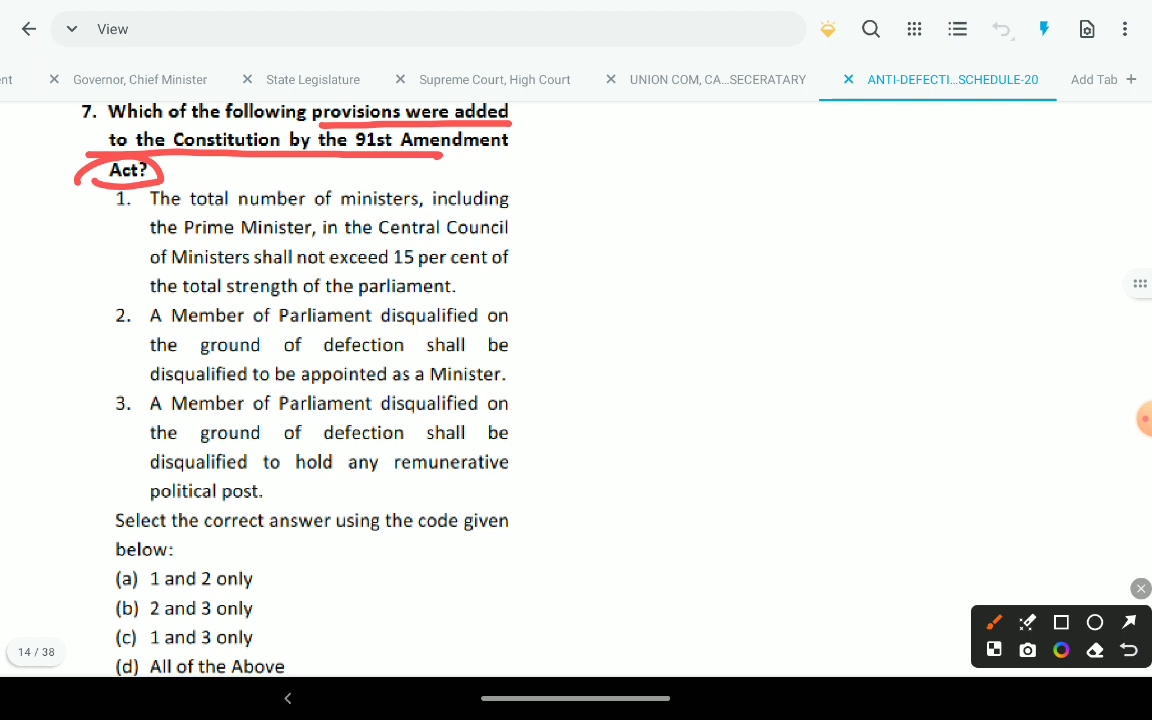 View
nt
Governor, Chief Minister
State Legislature
Supreme Court, High Court
UNION COM, CA...SECERATARY
ANTI-DEFECTI...SCHEDULE-20
Add Tab +
7. Which of the following provisions were added
to the Constitution by the 91st Amendment
Act?
1. The total number of ministers, including
the Prime Minister, in the Central Council
of Ministers shall not exceed 15 per cent of
the total strength of the parliament.
2. A Member of Parliament disqualified on
the ground of defection shall be
disqualified to be appointed as a Minister.
3. A Member of Parliament disqualified on
the ground of defection shall be
disqualified to hold any remunerative
political post.
Select the correct answer using the code given
below:
(a) 1 and 2 only
(b) 2 and 3 only
(c) 1 and 3 only
(d) All of the Above
14 / 38